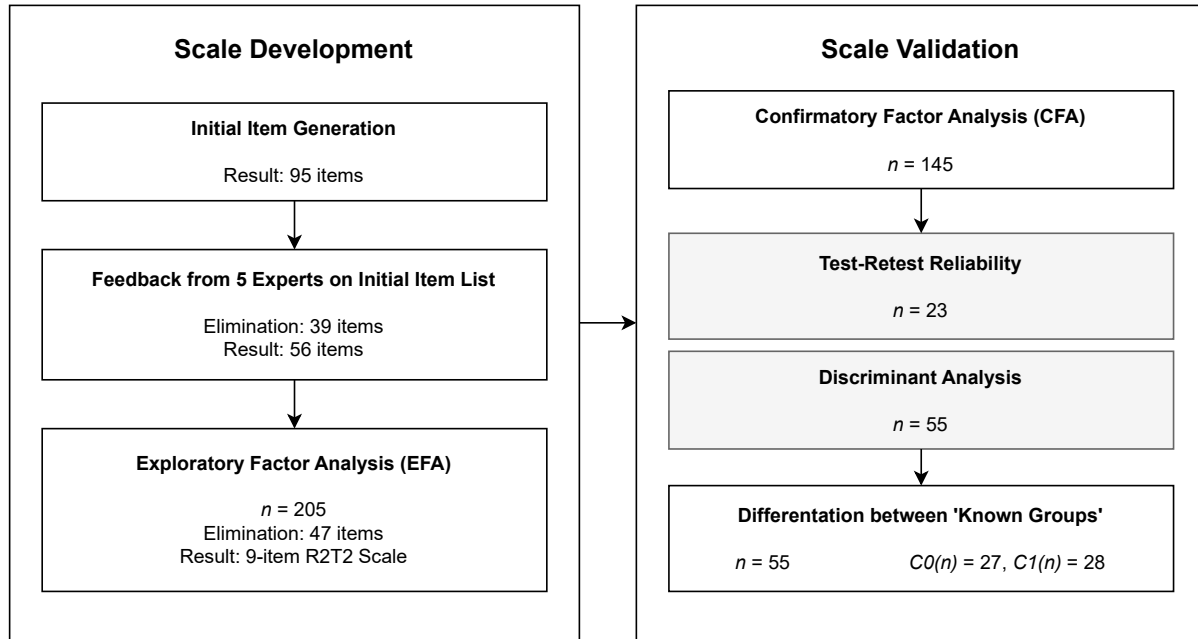 Scale Development
Initial Item Generation
Result: 95 items
Feedback from 5 Experts on Initial Item List
Elimination: 39 items
Result: 56 items
Exploratory Factor Analysis (EFA)
n = 205
Elimination: 47 items
Result: 9-item R2T2 Scale
Scale Validation
Confirmatory Factor Analysis (CFA)
n = 145
Test-Retest Reliability
n = 23
Discriminant Analysis
n = 55
Differentation between 'Known Groups'
n = 55 C0(n) = 27, C1(n) = 28